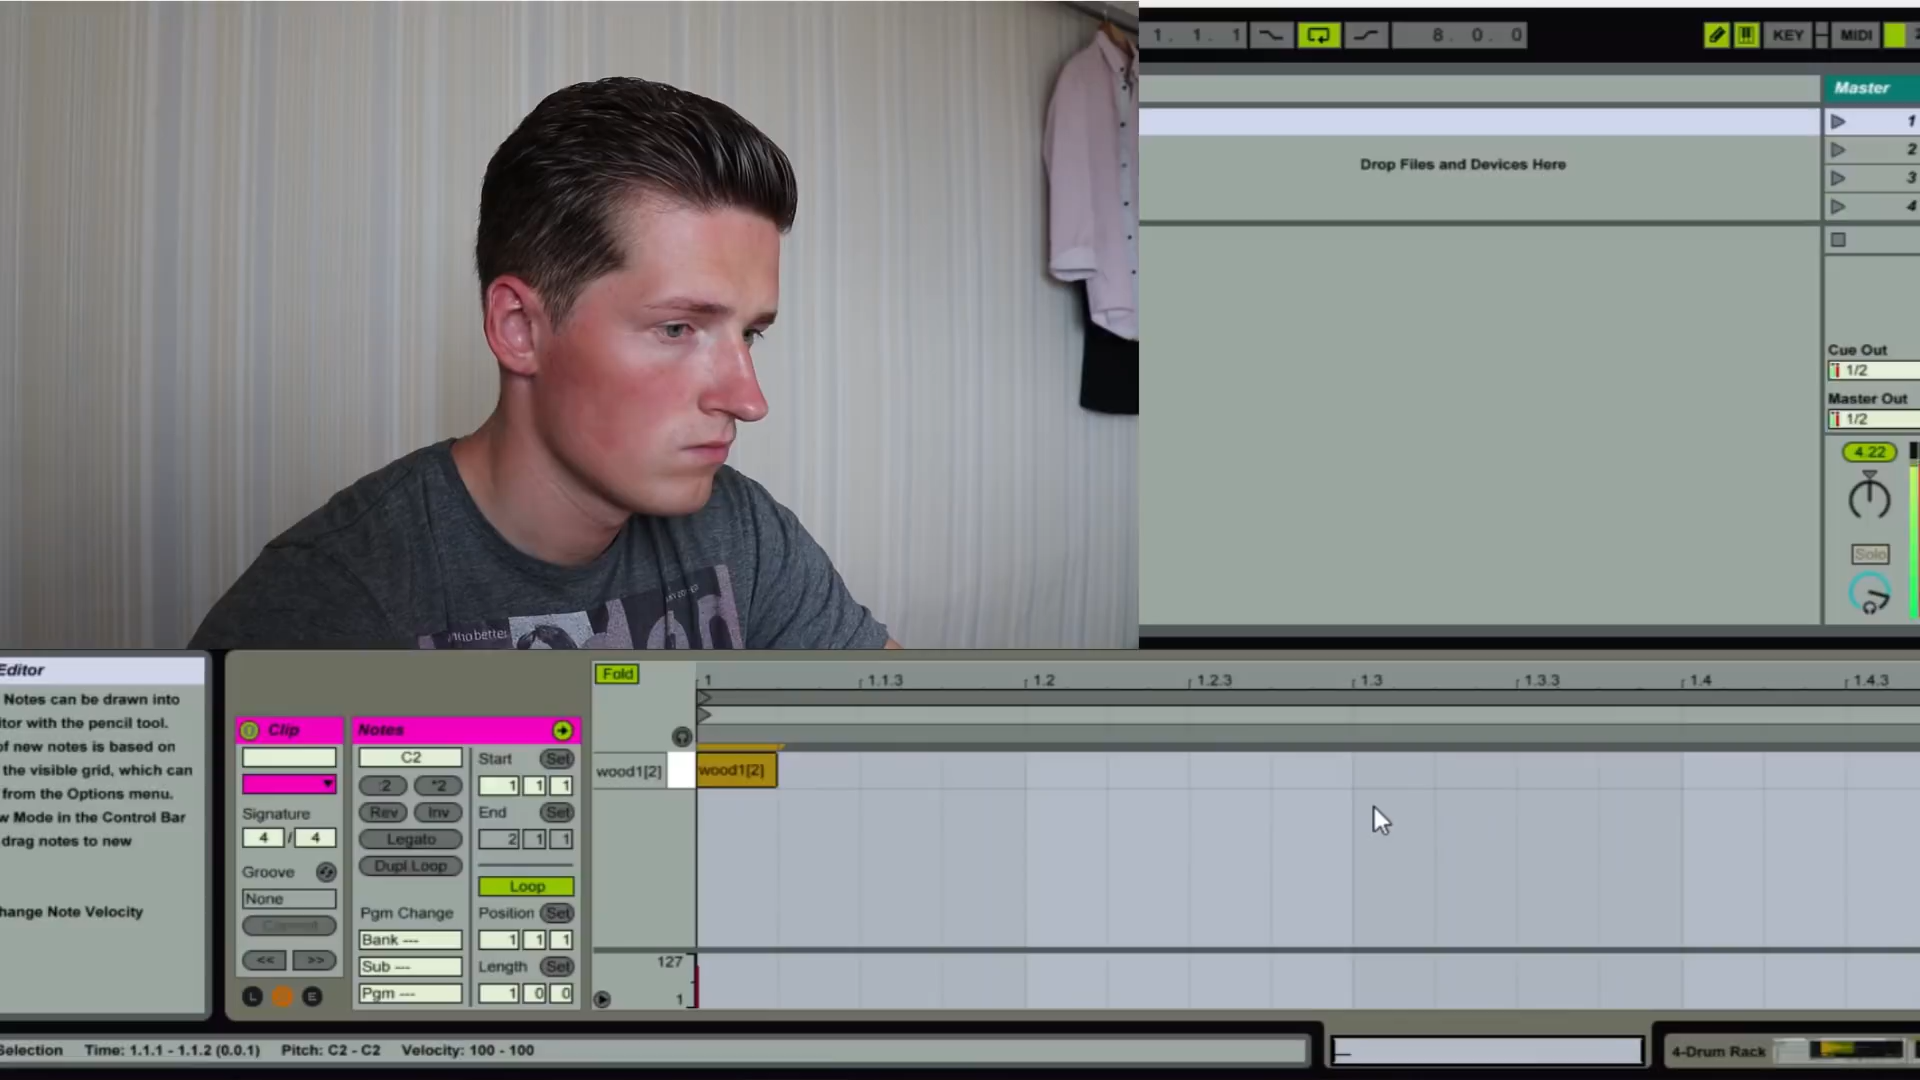 1. 1. 1
8. 0. 0
KEY
MIDI
Master
1
Drop Files and Devices Here
2
3
4
Cue Out
1/2
Master Out
1/2
4.22
Solo
who better
Editor
Notes can be drawn into
itor with the pencil tool.
of new notes is based on
the visible grid, which can
from the Options menu.
w Mode in the Control Bar
drag notes to new
hange Note Velocity
Clip
Signature
4 / 4
Groove
None
Commit
<< >>
L
E
Notes
C2
:2 *2
Rev Inv
Legato
Dupl.Loop
Pgm Change
Bank ---
Sub ---
Pgm ---
Start Set
1 1 1
End Set
2 1 1
Loop
Position Set
1 1 1
Length Set
1 0 0
Fold
1 1.1.3 1.2 1.2.3 1.3 1.3.3 1.4 1.4.3
wood1[2] wood1[2]
127
1
Selection Time: 1.1.1 - 1.1.2 (0.0.1) Pitch: C2 - C2 Velocity: 100 - 100
4-Drum Rack